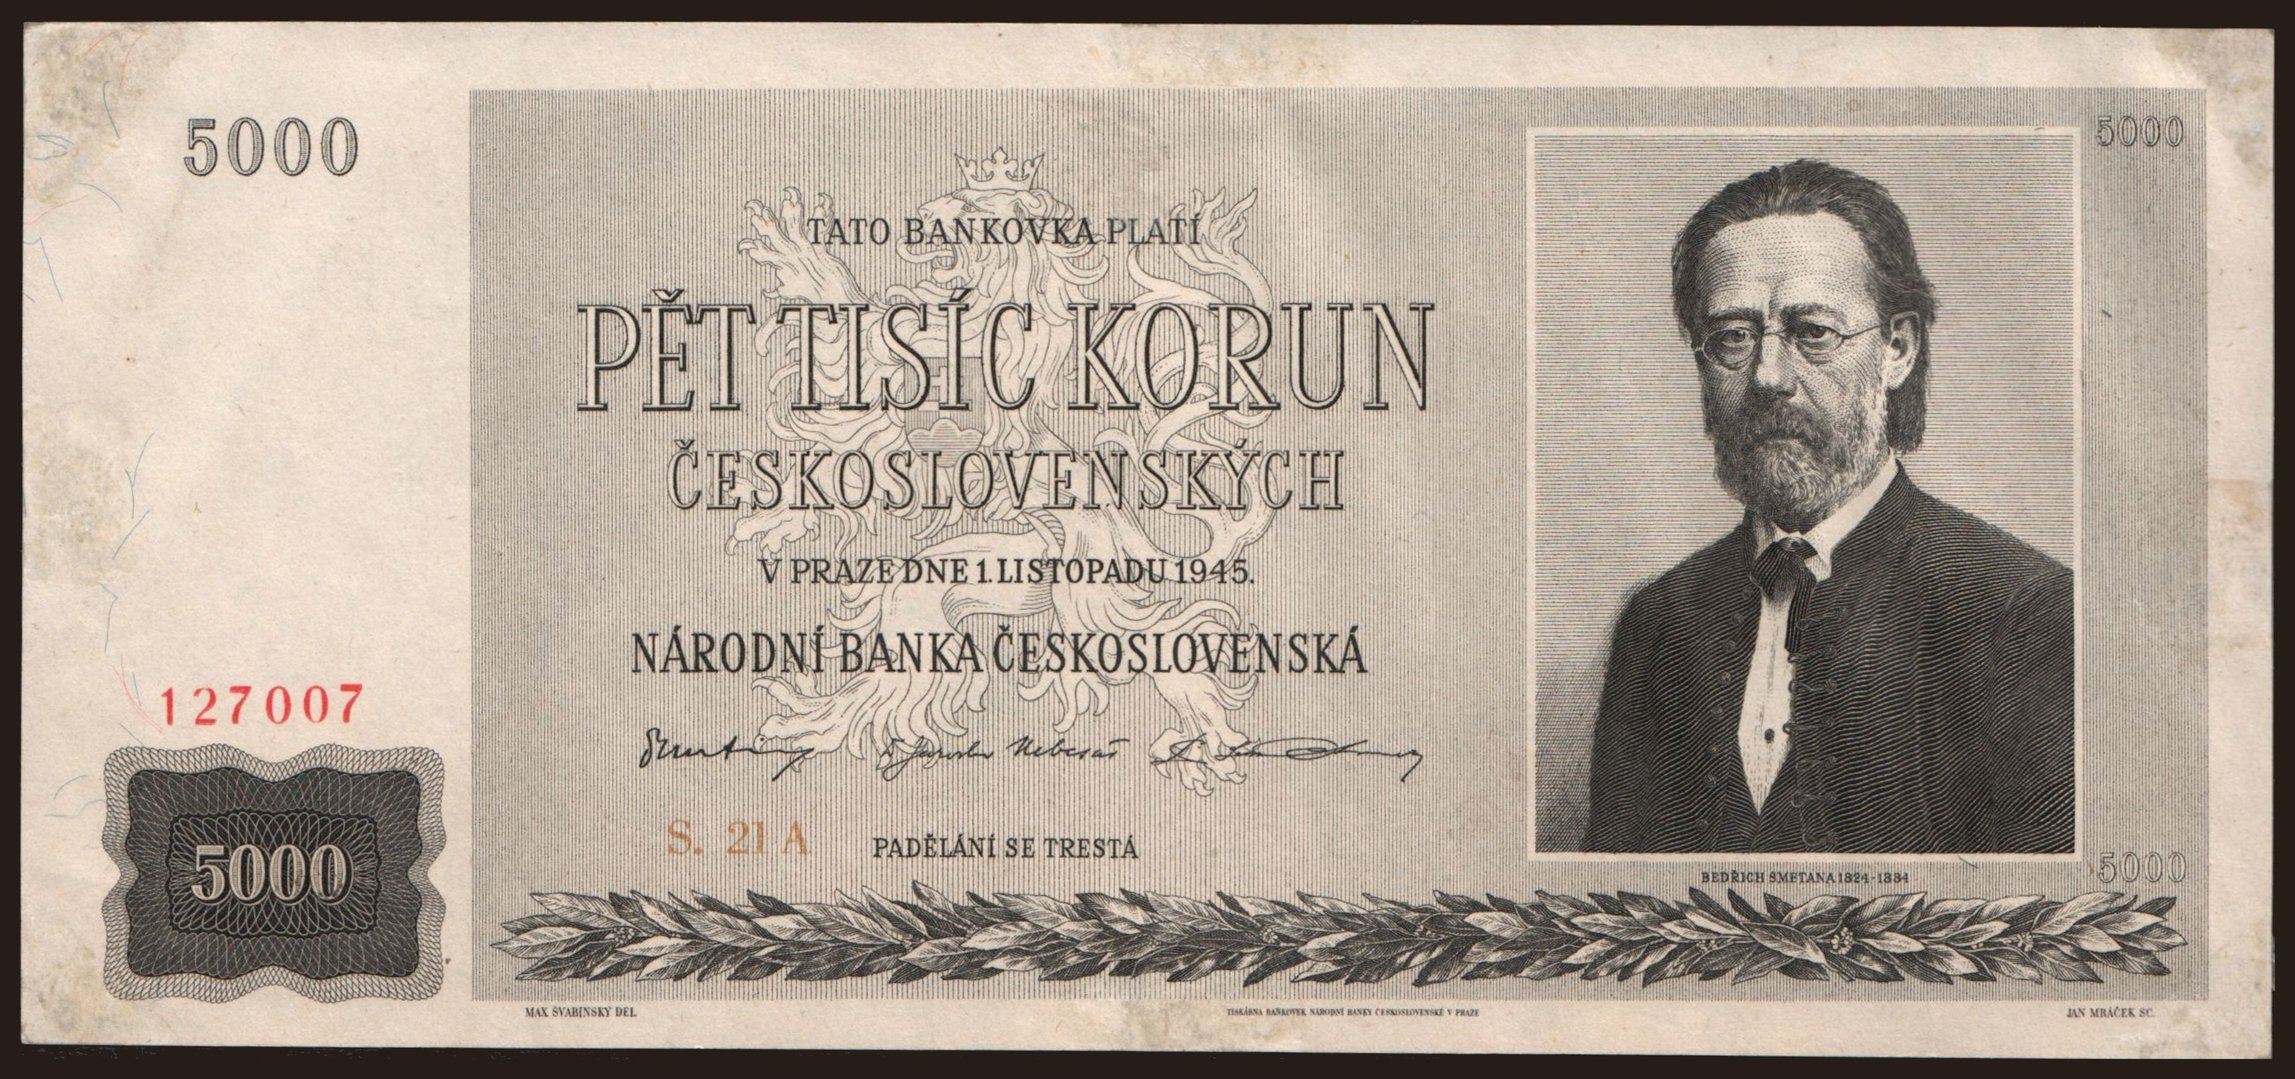 5000
5000
TATO BANKOVKA PLATÍ
PĚT TISÍC KORUN
ČESKOSLOVENSKÝCH
V PRAZE DNE 1. LISTOPADU 1945.
NÁRODNÍ BANKA ČESKOSLOVENSKÁ
127007
S. 21 A
PADĚLÁNÍ SE TRESTÁ
5000
5000
BEDŘICH SMETANA 1824-1884
MAX ŠVABINSKÝ DEL.
TISKÁRNA BANKOVEK NÁRODNÍ BANKY ČESKOSLOVENSKÉ V PRAZE
JAN MRÁČEK SC.